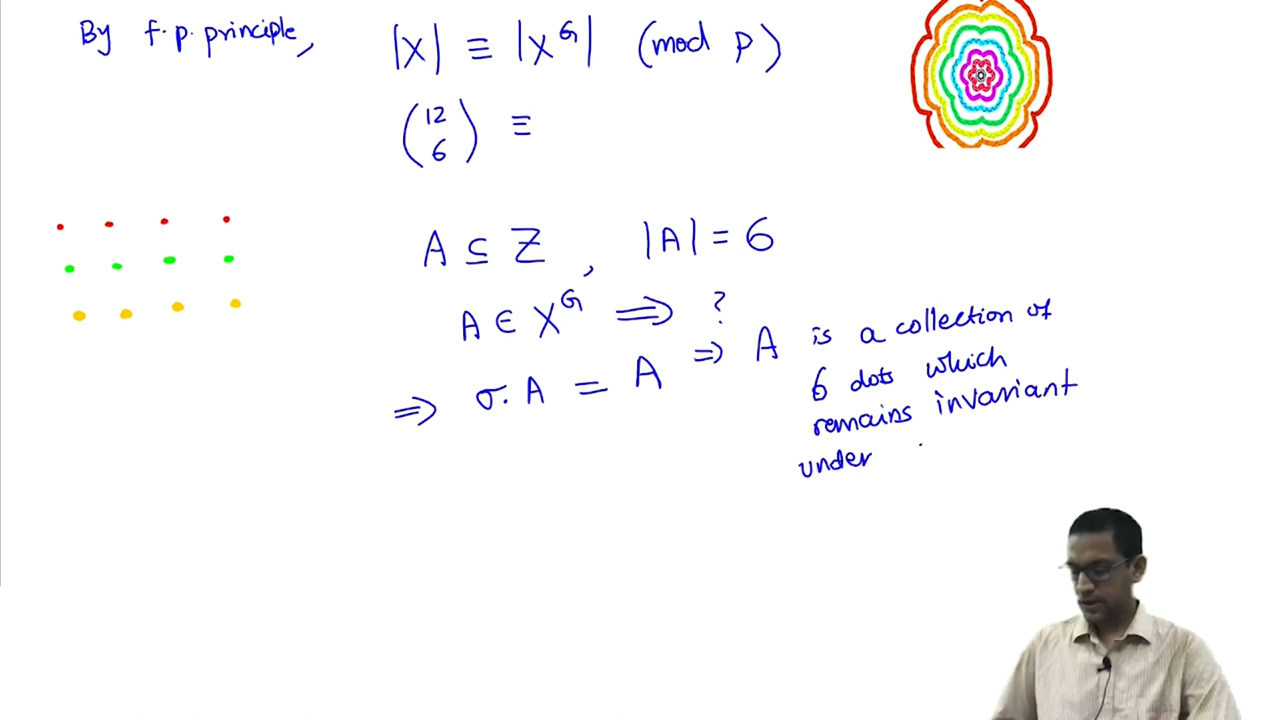 By f.p. principle, |X| ≡ |X^G| (mod p)
(12 6) ≡
A ⊆ Z, |A| = 6
A ∈ X^G ⟹ ?
⇒ σ. A = A ⇒ A is a collection of
6 dots which
remains invariant
under